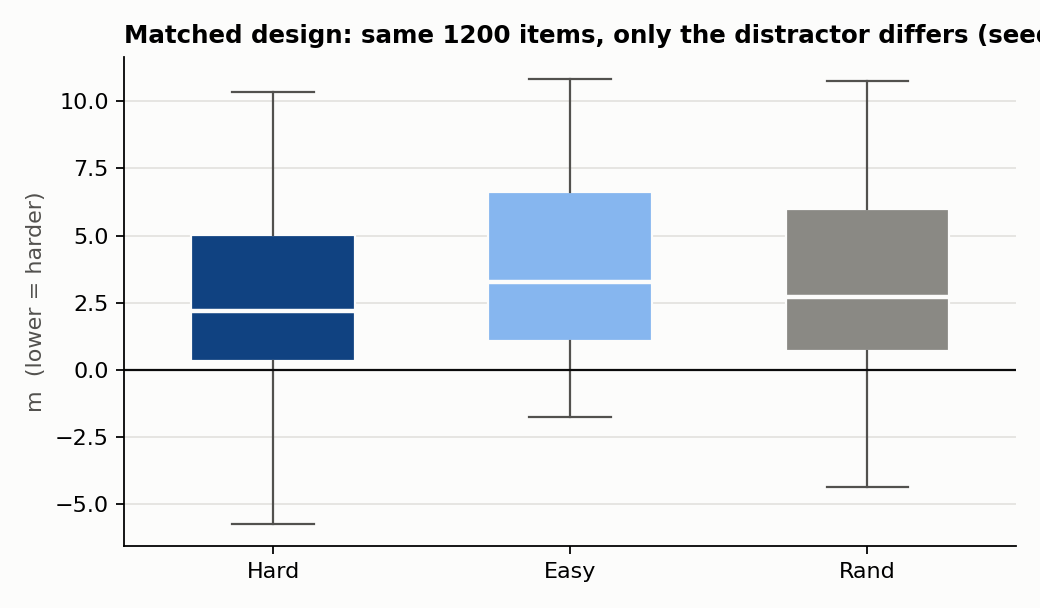 Matched design: same 1200 items, only the distractor differs (seed
m (lower = harder)
10.0
7.5
5.0
2.5
0.0
−2.5
−5.0
Hard Easy Rand